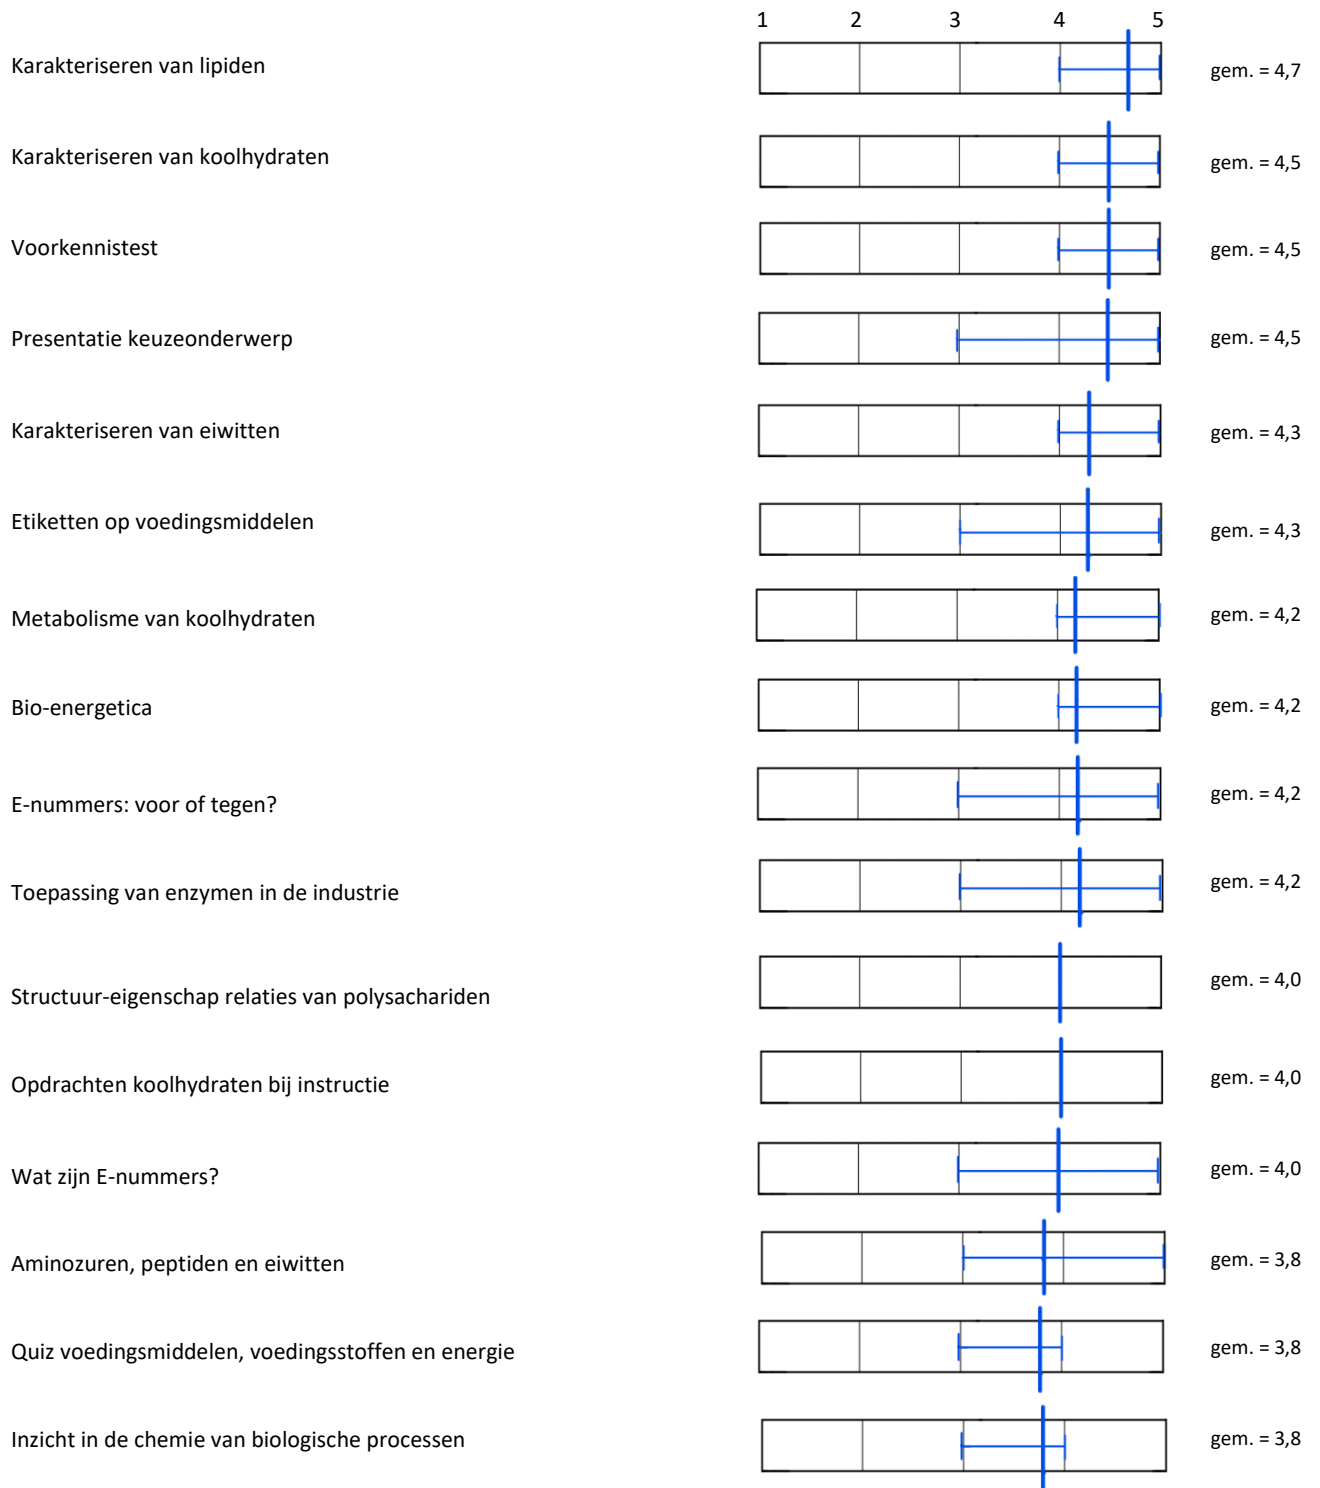 1 2 3 4 5
Karakteriseren van lipiden gem. = 4,7
Karakteriseren van koolhydraten gem. = 4,5
Voorkennistest gem. = 4,5
Presentatie keuzeonderwerp gem. = 4,5
Karakteriseren van eiwitten gem. = 4,3
Etiketten op voedingsmiddelen gem. = 4,3
Metabolisme van koolhydraten gem. = 4,2
Bio-energetica gem. = 4,2
E-nummers: voor of tegen? gem. = 4,2
Toepassing van enzymen in de industrie gem. = 4,2
Structuur-eigenschap relaties van polysachariden gem. = 4,0
Opdrachten koolhydraten bij instructie gem. = 4,0
Wat zijn E-nummers? gem. = 4,0
Aminozuren, peptiden en eiwitten gem. = 3,8
Quiz voedingsmiddelen, voedingsstoffen en energie gem. = 3,8
Inzicht in de chemie van biologische processen gem. = 3,8